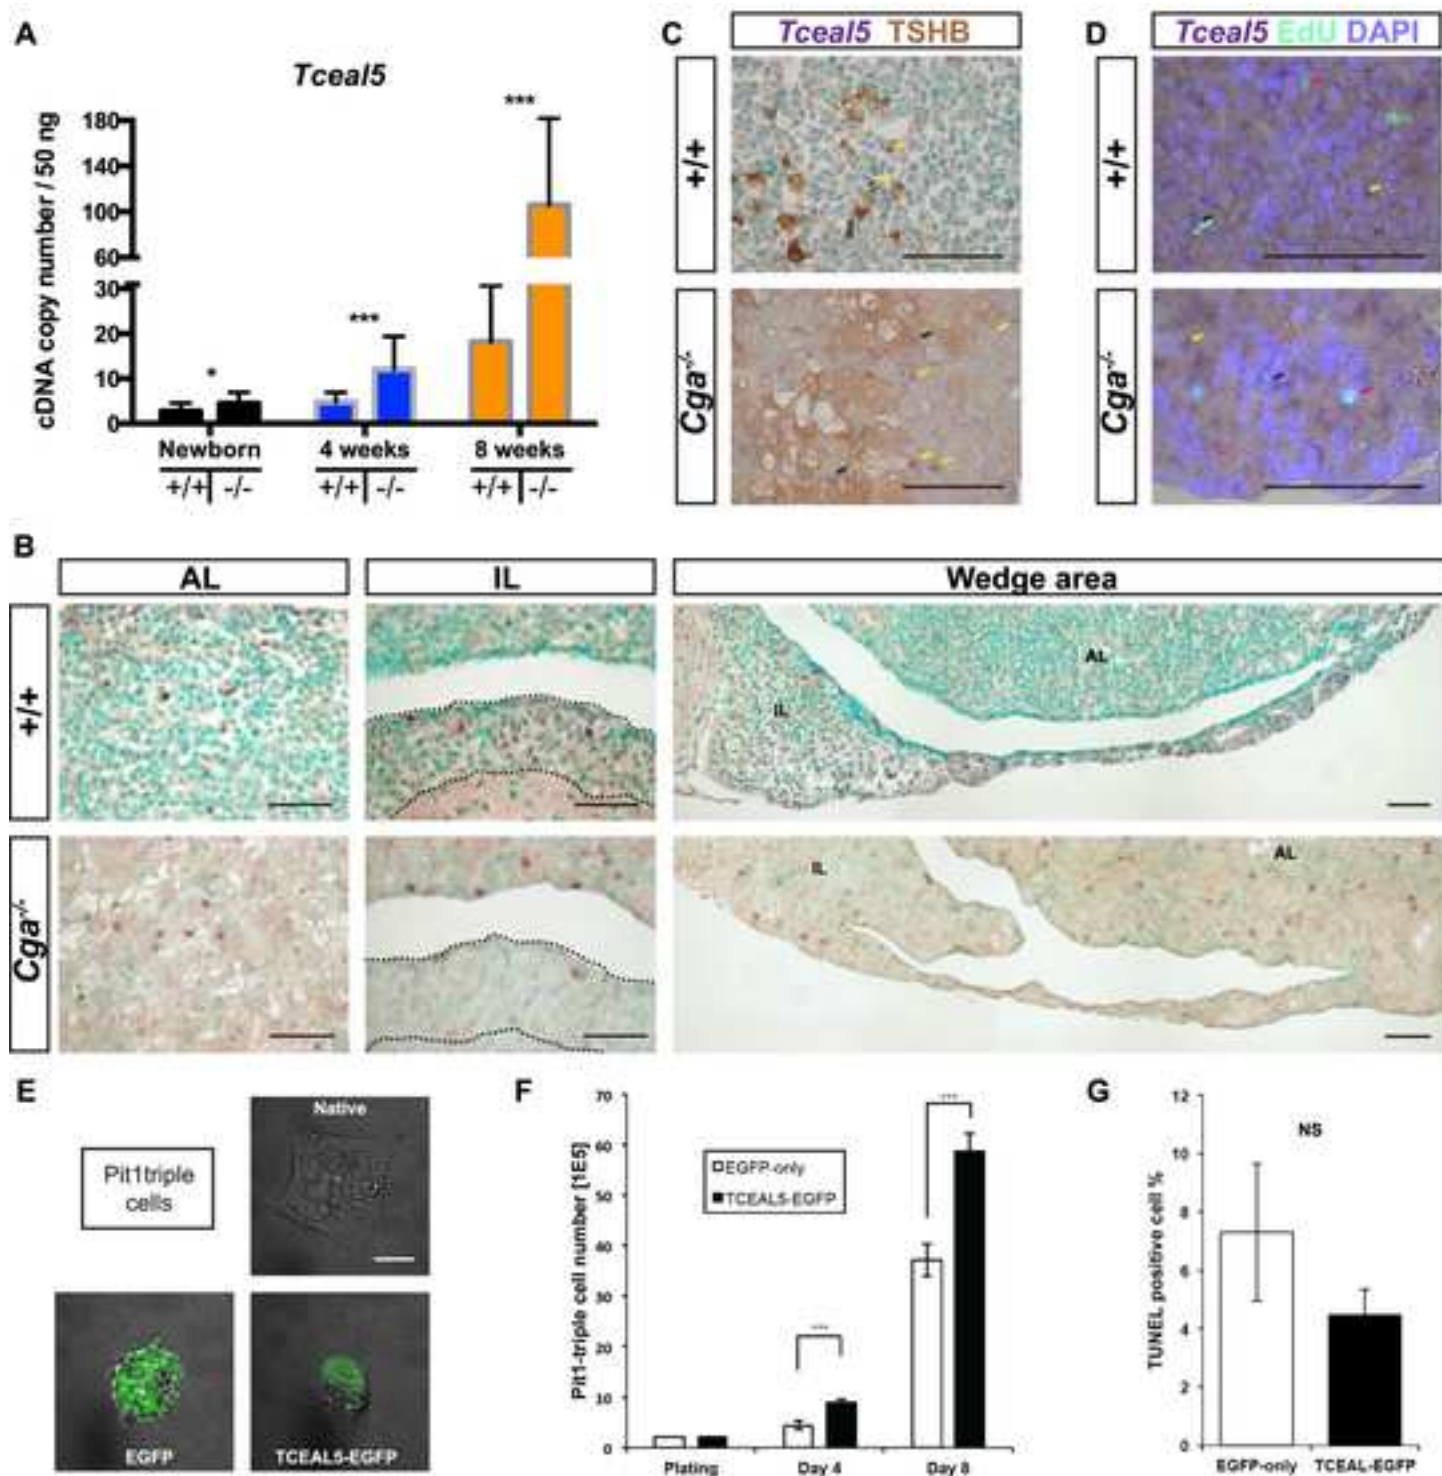 A
Tceal5
cDNA copy number / 50 ng
180
140
100
60
30
20
10
0
*
***
***
Newborn
4 weeks
8 weeks
+/+ -/-
+/+ -/-
+/+ -/-
C
Tceal5 TSHB
+/+
Cga-/-
D
Tceal5 EdU DAPI
+/+
Cga-/-
B
AL
IL
Wedge area
+/+
AL
IL
Cga-/-
IL
AL
E
Pit1triple
cells
Native
EGFP
TCEAL5-EGFP
F
Pit1-triple cell number [1E5]
70
60
50
40
30
20
10
0
EGFP-only
TCEAL5-EGFP
***
***
Plating
Day 4
Day 8
G
TUNEL positive cell %
12
10
8
6
4
2
0
NS
EGFP-only
TCEAL-EGFP